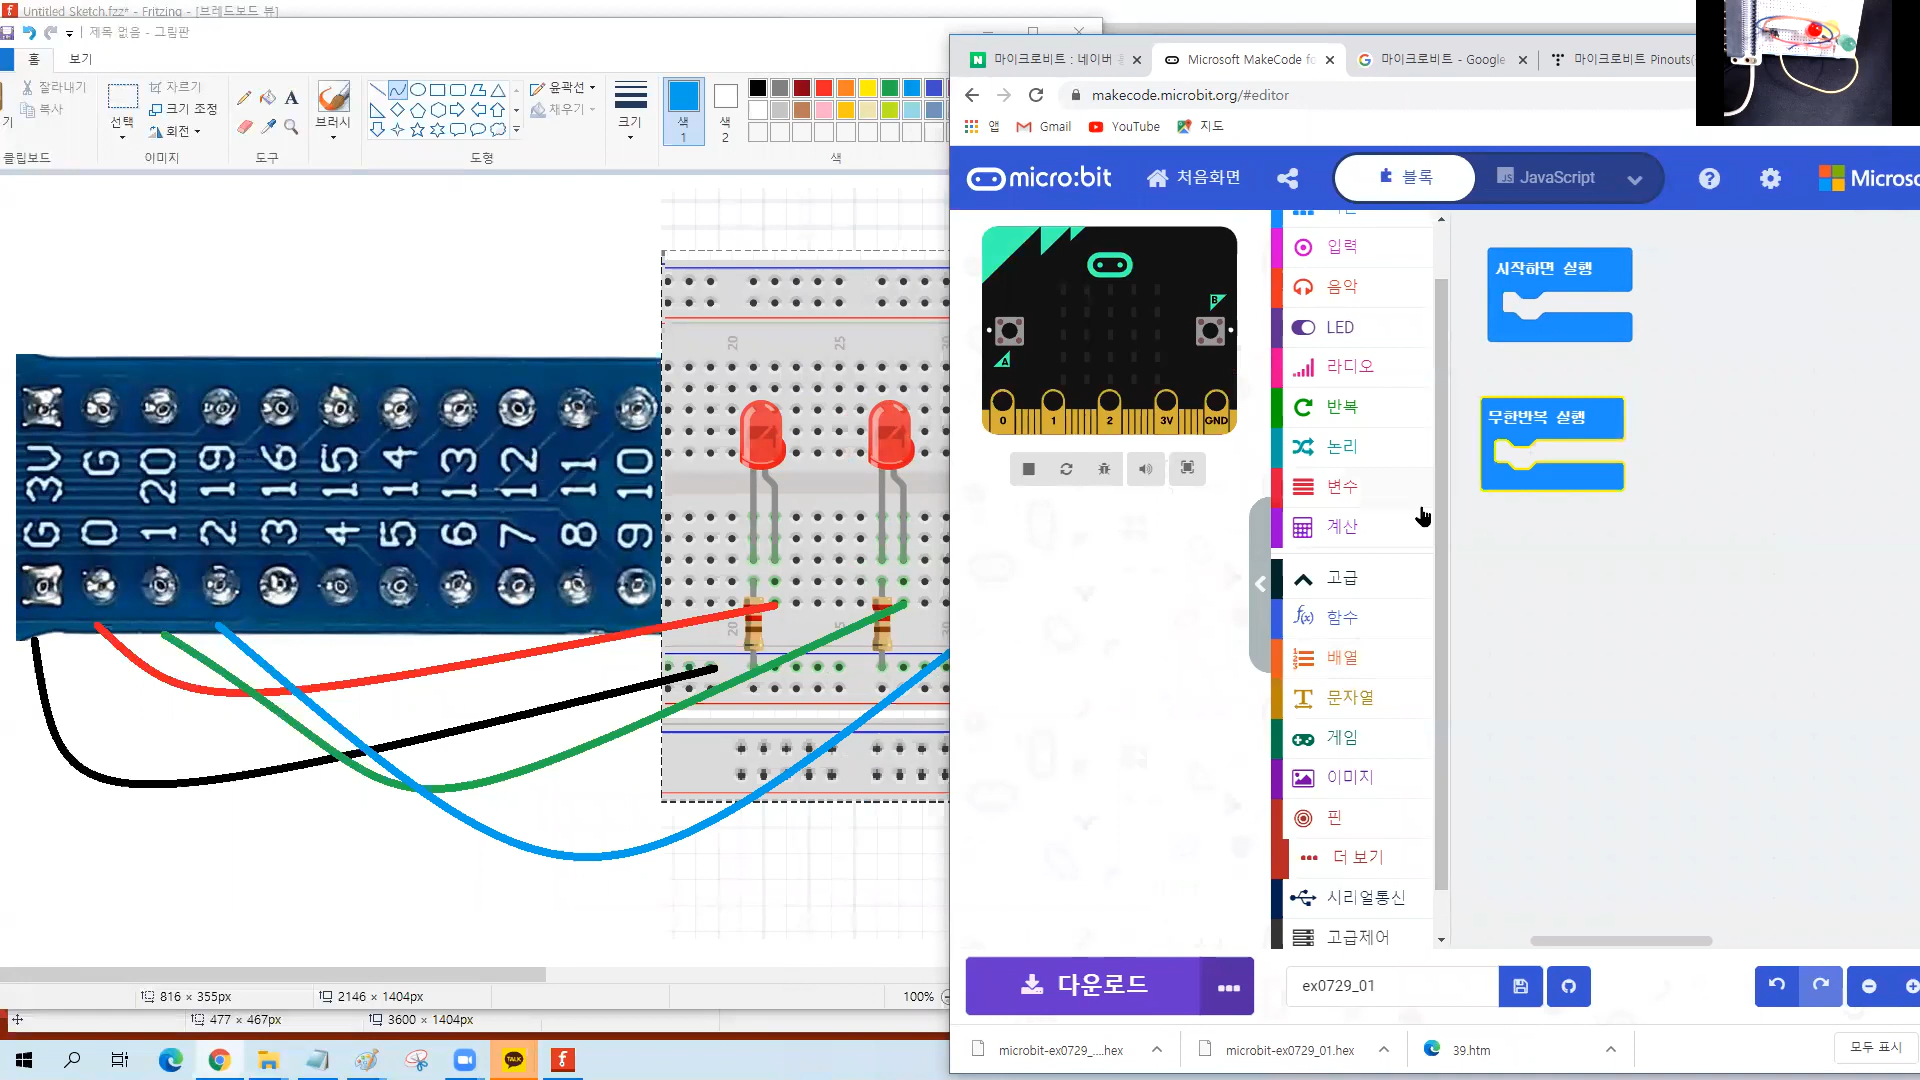 Untitled Sketch.fzz* - Fritzing - [브레드보드 뷰]
제목 없음 - 그림판
홈
보기
잘라내기
복사
클립보드
선택
자르기
크기 조정
회전
이미지
A
도구
브러시
윤곽선
채우기
도형
크기
색
1
색
2
색
마이크로비트 : 네이버
Microsoft MakeCode fo
마이크로비트 - Google
마이크로비트 Pinouts(
makecode.microbit.org/#editor
앱
Gmail
YouTube
지도
micro:bit
처음화면
블록
JavaScript
Microso
A
B
0
1
2
3V
GND
입력
음악
LED
라디오
반복
논리
변수
계산
고급
함수
배열
문자열
게임
이미지
핀
더 보기
시리얼통신
고급제어
시작하면 실행
무한반복 실행
3V G 20 19 16 15 14 13 12 11 10
G 0 1 2 3 4 5 6 7 8 9
20
25
20
다운로드
ex0729_01
816 × 355px
2146 × 1404px
100%
477 × 467px
3600 × 1404px
microbit-ex0729_....hex
microbit-ex0729_01.hex
39.htm
모두 표시
TALK